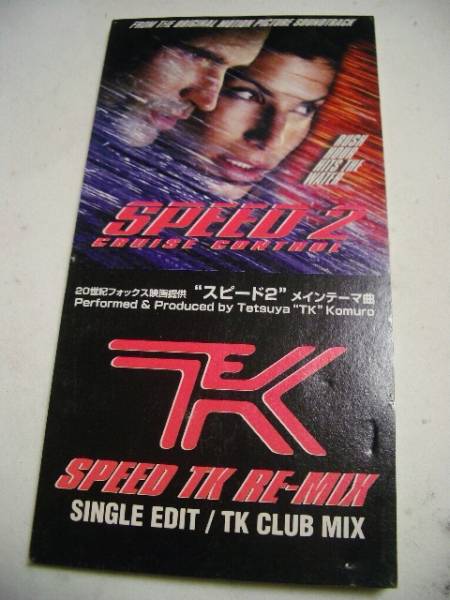 FROM THE ORIGINAL MOTION PICTURE SOUNDTRACK
RUSH
HOUR
HITS THE
WATER
SPEED 2
CRUISE CONTROL
20世紀フォックス映画提供 “スピード2” メインテーマ曲
Performed & Produced by Tetsuya “TK” Komuro
TK
SPEED TK RE-MIX
SINGLE EDIT / TK CLUB MIX